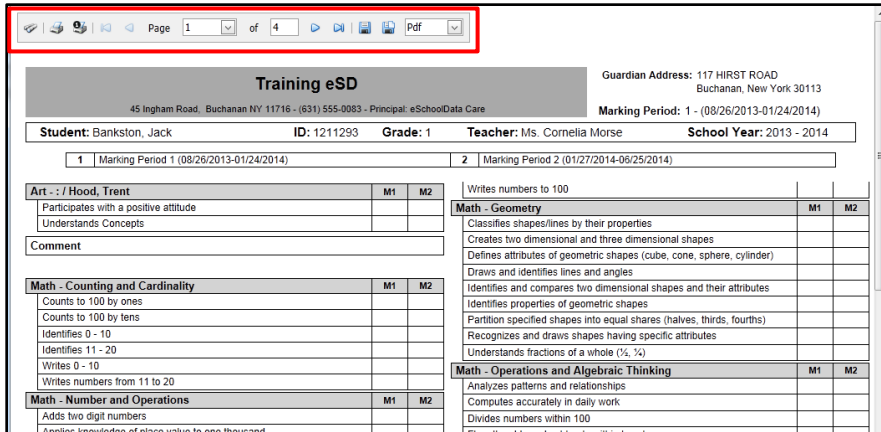 Page 1 of 4 Pdf
Training eSD
45 Ingham Road, Buchanan NY 11716 - (631) 555-0083 - Principal: eSchoolData Care
Guardian Address: 117 HIRST ROAD
Buchanan, New York 30113
Marking Period: 1 - (08/26/2013-01/24/2014)
Student: Bankston, Jack ID: 1211293 Grade: 1 Teacher: Ms. Cornelia Morse School Year: 2013 - 2014
1 Marking Period 1 (08/26/2013-01/24/2014) 2 Marking Period 2 (01/27/2014-06/25/2014)
Art - : / Hood, Trent M1 M2
Participates with a positive attitude
Understands Concepts
Comment
Math - Counting and Cardinality M1 M2
Counts to 100 by ones
Counts to 100 by tens
Identifies 0 - 10
Identifies 11 - 20
Writes 0 - 10
Writes numbers from 11 to 20
Math - Number and Operations M1 M2
Adds two digit numbers
Applies knowledge of place value to one thousand
Writes numbers to 100
Math - Geometry M1 M2
Classifies shapes/lines by their properties
Creates two dimensional and three dimensional shapes
Defines attributes of geometric shapes (cube, cone, sphere, cylinder)
Draws and identifies lines and angles
Identifies and compares two dimensional shapes and their attributes
Identifies properties of geometric shapes
Partition specified shapes into equal shares (halves, thirds, fourths)
Recognizes and draws shapes having specific attributes
Understands fractions of a whole (½, ¼)
Math - Operations and Algebraic Thinking M1 M2
Analyzes patterns and relationships
Computes accurately in daily work
Divides numbers within 100